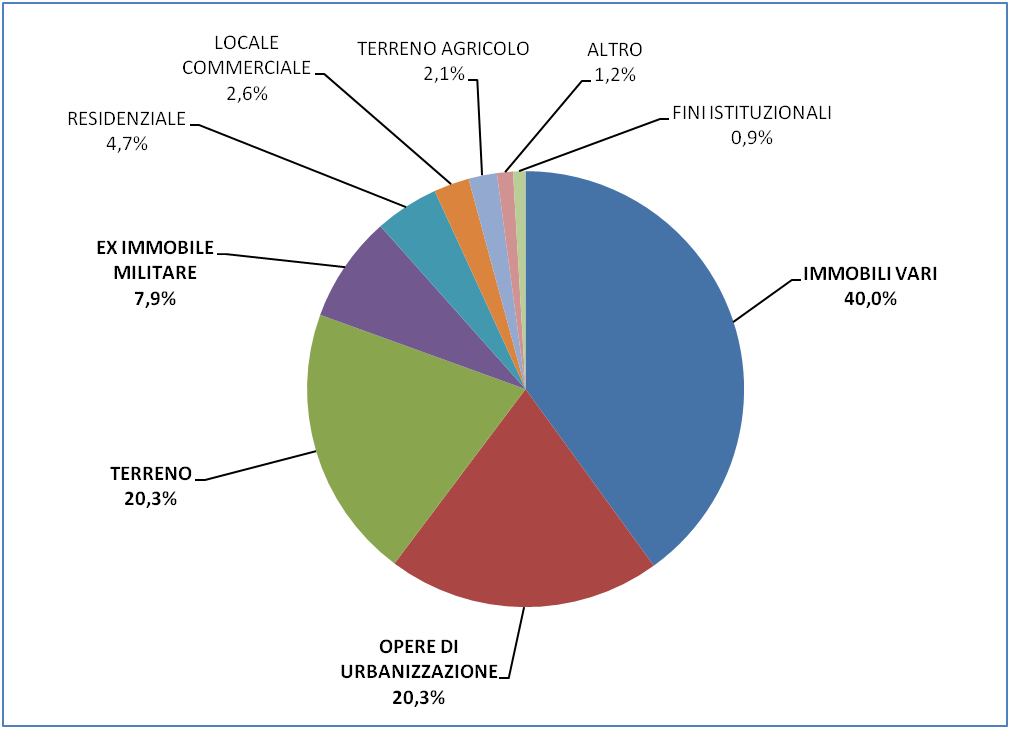 LOCALE
COMMERCIALE
2,6%
TERRENO AGRICOLO
2,1%
ALTRO
1,2%
FINI ISTITUZIONALI
0,9%
RESIDENZIALE
4,7%
EX IMMOBILE
MILITARE
7,9%
IMMOBILI VARI
40,0%
TERRENO
20,3%
OPERE DI
URBANIZZAZIONE
20,3%